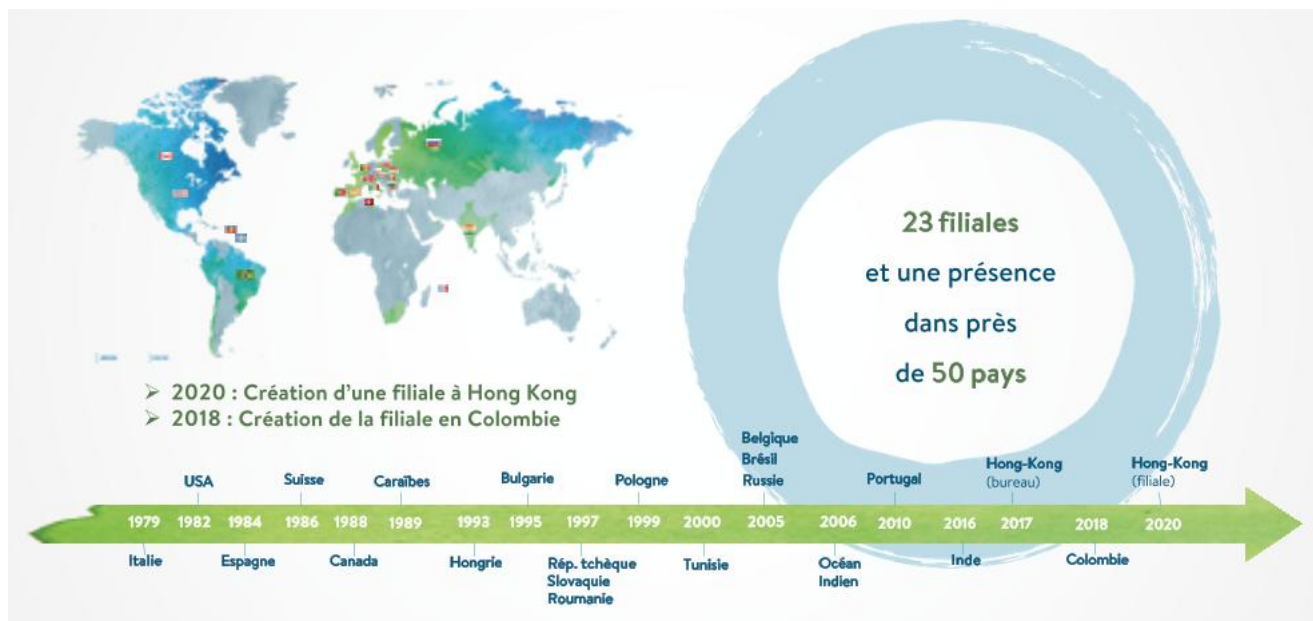 23 filiales
et une présence
dans près
de 50 pays
➢ 2020 : Création d'une filiale à Hong Kong
➢ 2018 : Création de la filiale en Colombie
USA
Suisse
Caraïbes
Bulgarie
Pologne
Belgique
Brésil
Russie
Portugal
Hong-Kong
(bureau)
Hong-Kong
(filiale)
1979 1982 1984 1986 1988 1989 1993 1995 1997 1999 2000 2005 2006 2010 2016 2017 2018 2020
Italie
Espagne
Canada
Hongrie
Rép. tchèque
Slovaquie
Roumanie
Tunisie
Océan
Indien
Inde
Colombie